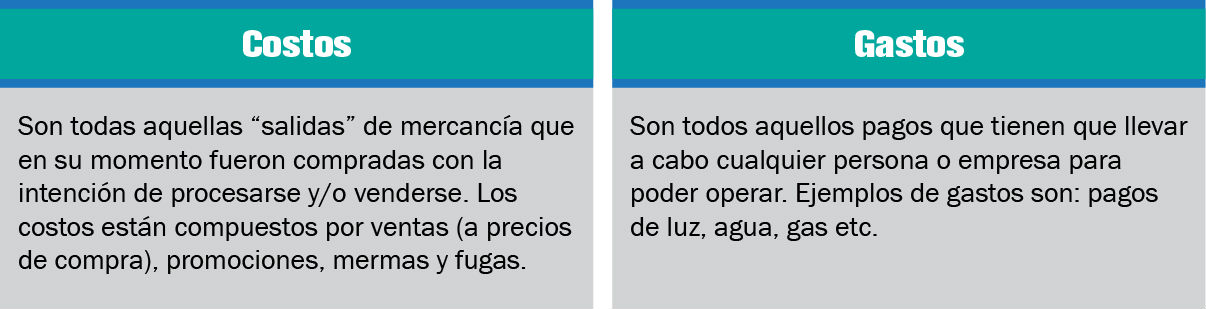 Costos
Son todas aquellas “salidas” de mercancía que
en su momento fueron compradas con la
intención de procesarse y/o venderse. Los
costos están compuestos por ventas (a precios
de compra), promociones, mermas y fugas.
Gastos
Son todos aquellos pagos que tienen que llevar
a cabo cualquier persona o empresa para
poder operar. Ejemplos de gastos son: pagos
de luz, agua, gas etc.